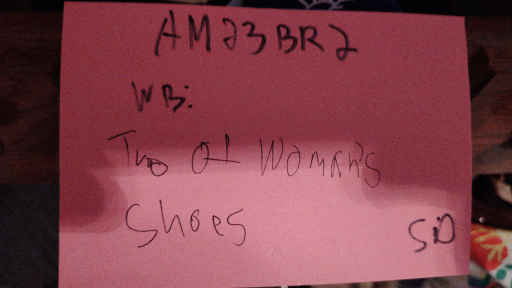 AM23BR2
WB:
Two of Woman's
Shoes
SD